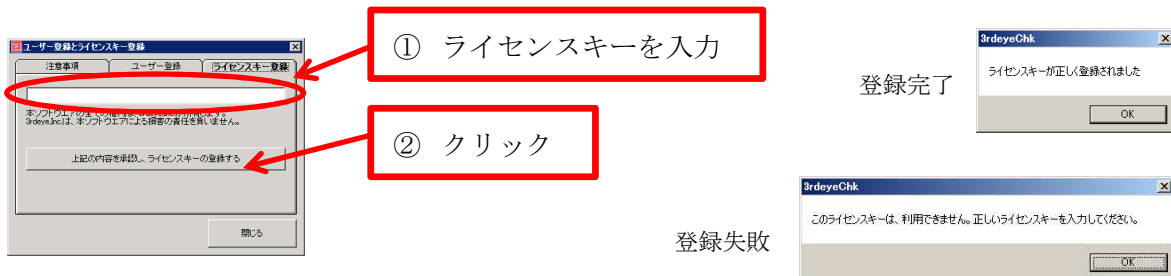 ユーザー登録とライセンスキー登録
注意事項
ユーザー登録
ライセンスキー登録
本ソフトウエアの全ての
3rdeye,Inc.は、本ソフトウエアによる損害の責任を負いません。
上記の内容を承認し、ライセンスキーの登録する
閉じる
① ライセンスキーを入力
② クリック
登録完了
3rdeyeChk
ライセンスキーが正しく登録されました
OK
登録失敗
3rdeyeChk
このライセンスキーは、利用できません。正しいライセンスキーを入力してください。
OK